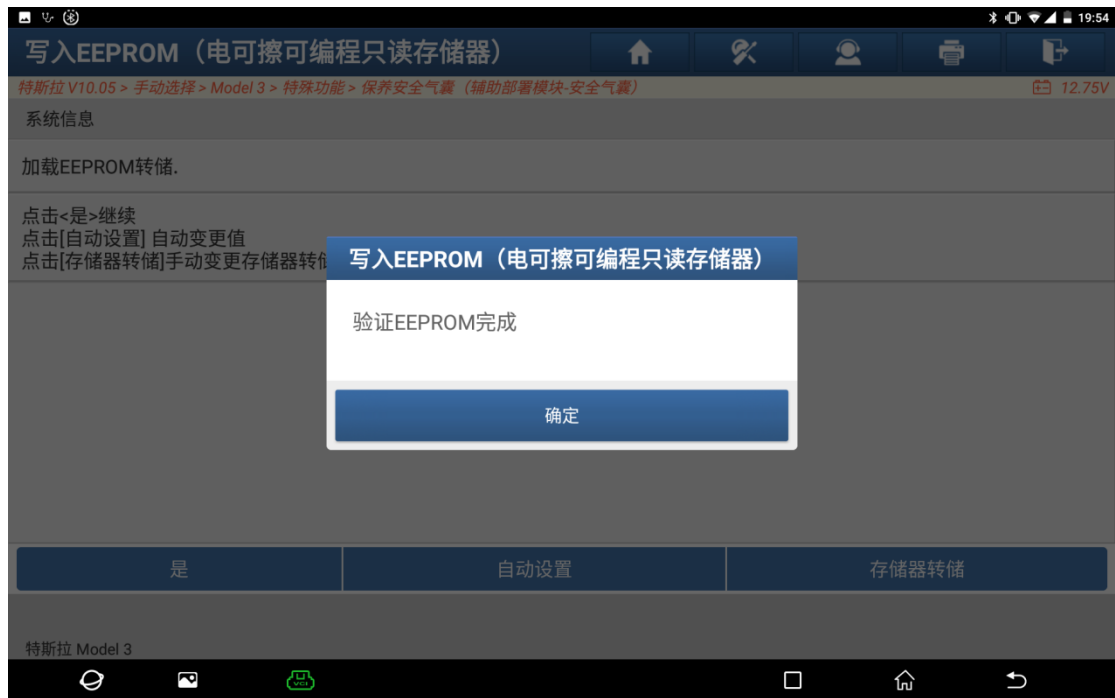 19:54
写入EEPROM（电可擦可编程只读存储器）
特斯拉 V10.05 > 手动选择 > Model 3 > 特殊功能 > 保养安全气囊（辅助部署模块-安全气囊）
12.75V
系统信息
加载EEPROM转储.
点击<是>继续
点击[自动设置] 自动变更值
点击[存储器转储]手动变更存储器转储
写入EEPROM（电可擦可编程只读存储器）
验证EEPROM完成
确定
是
自动设置
存储器转储
特斯拉 Model 3
VCI